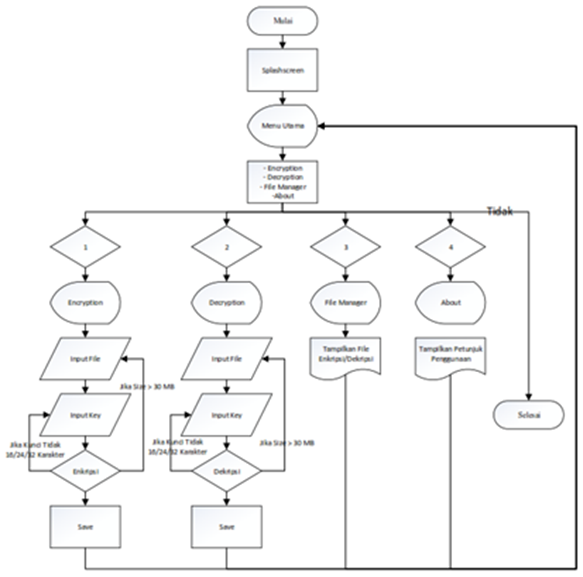 Mulai
Splashscreen
Menu Utama
- Encryption
- Decryption
- File Manager
-About
Tidak
1
2
3
4
Encryption
Decryption
File Manager
About
Input File
Input File
Tampilkan File
Enkripsi/Dekripsi
Tampilkan Petunjuk
Penggunaan
Jika Size > 30 MB
Input Key
Input Key
Selesai
Jika Kunci Tidak
16/24/32 Karakter
Jika Kunci Tidak
16/24/32 Karakter
Jika Size > 30 MB
Enkripsi
Dekripsi
Save
Save